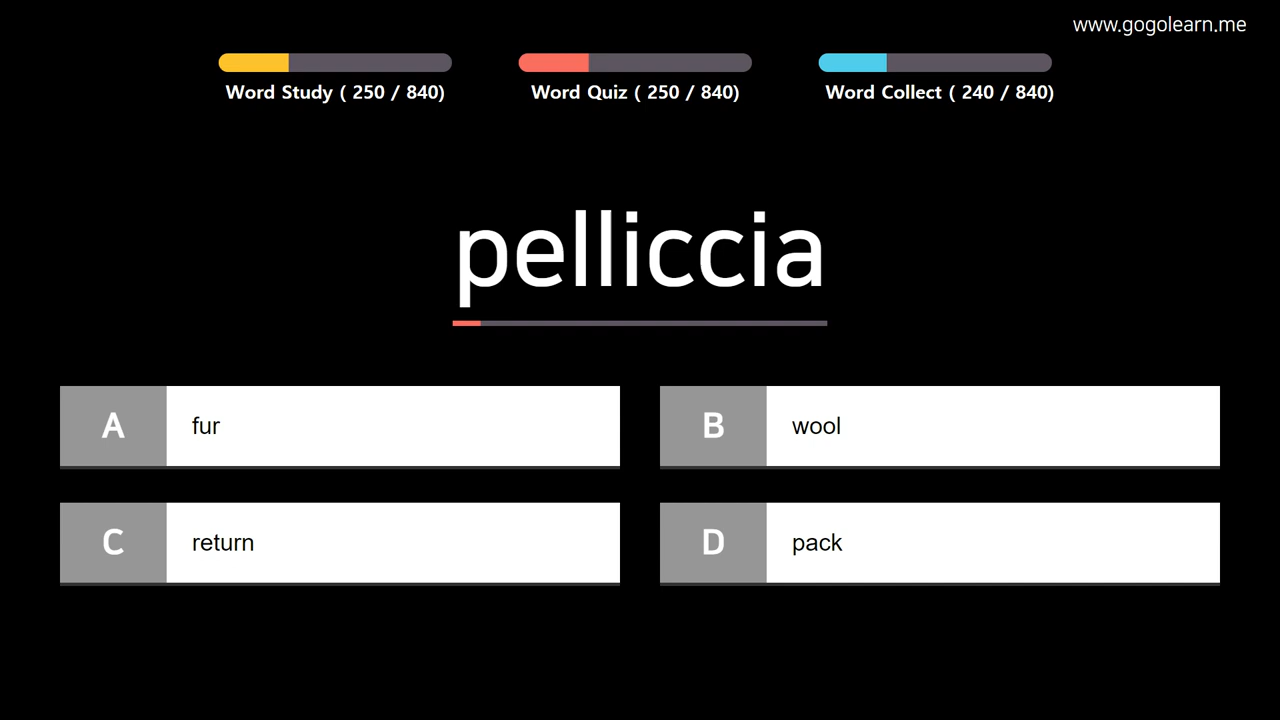 www.gogolearn.me
Word Study ( 250 / 840)
Word Quiz ( 250 / 840)
Word Collect ( 240 / 840)
pelliccia
A fur
B wool
C return
D pack